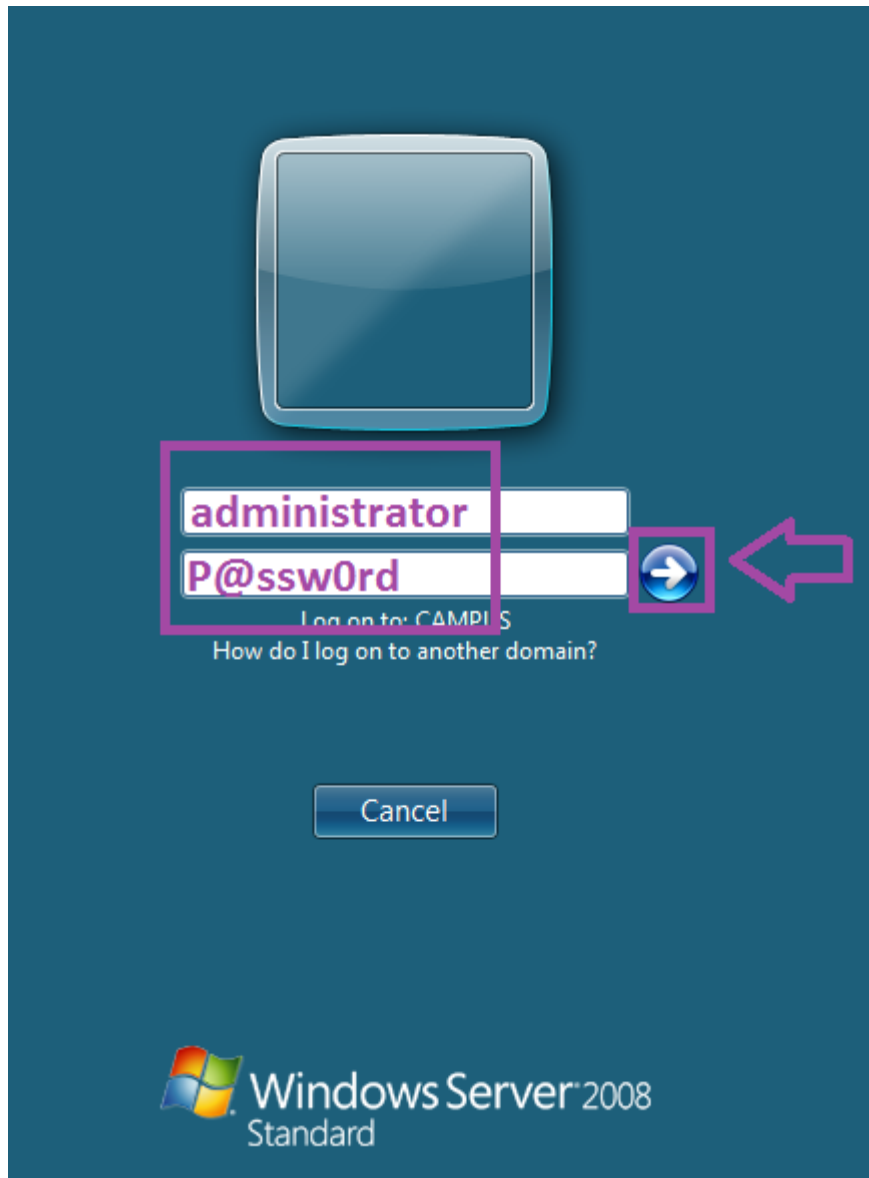 administrator
P@ssw0rd
Log on to: CAMPUS
How do I log on to another domain?
Cancel
Windows Server 2008
Standard